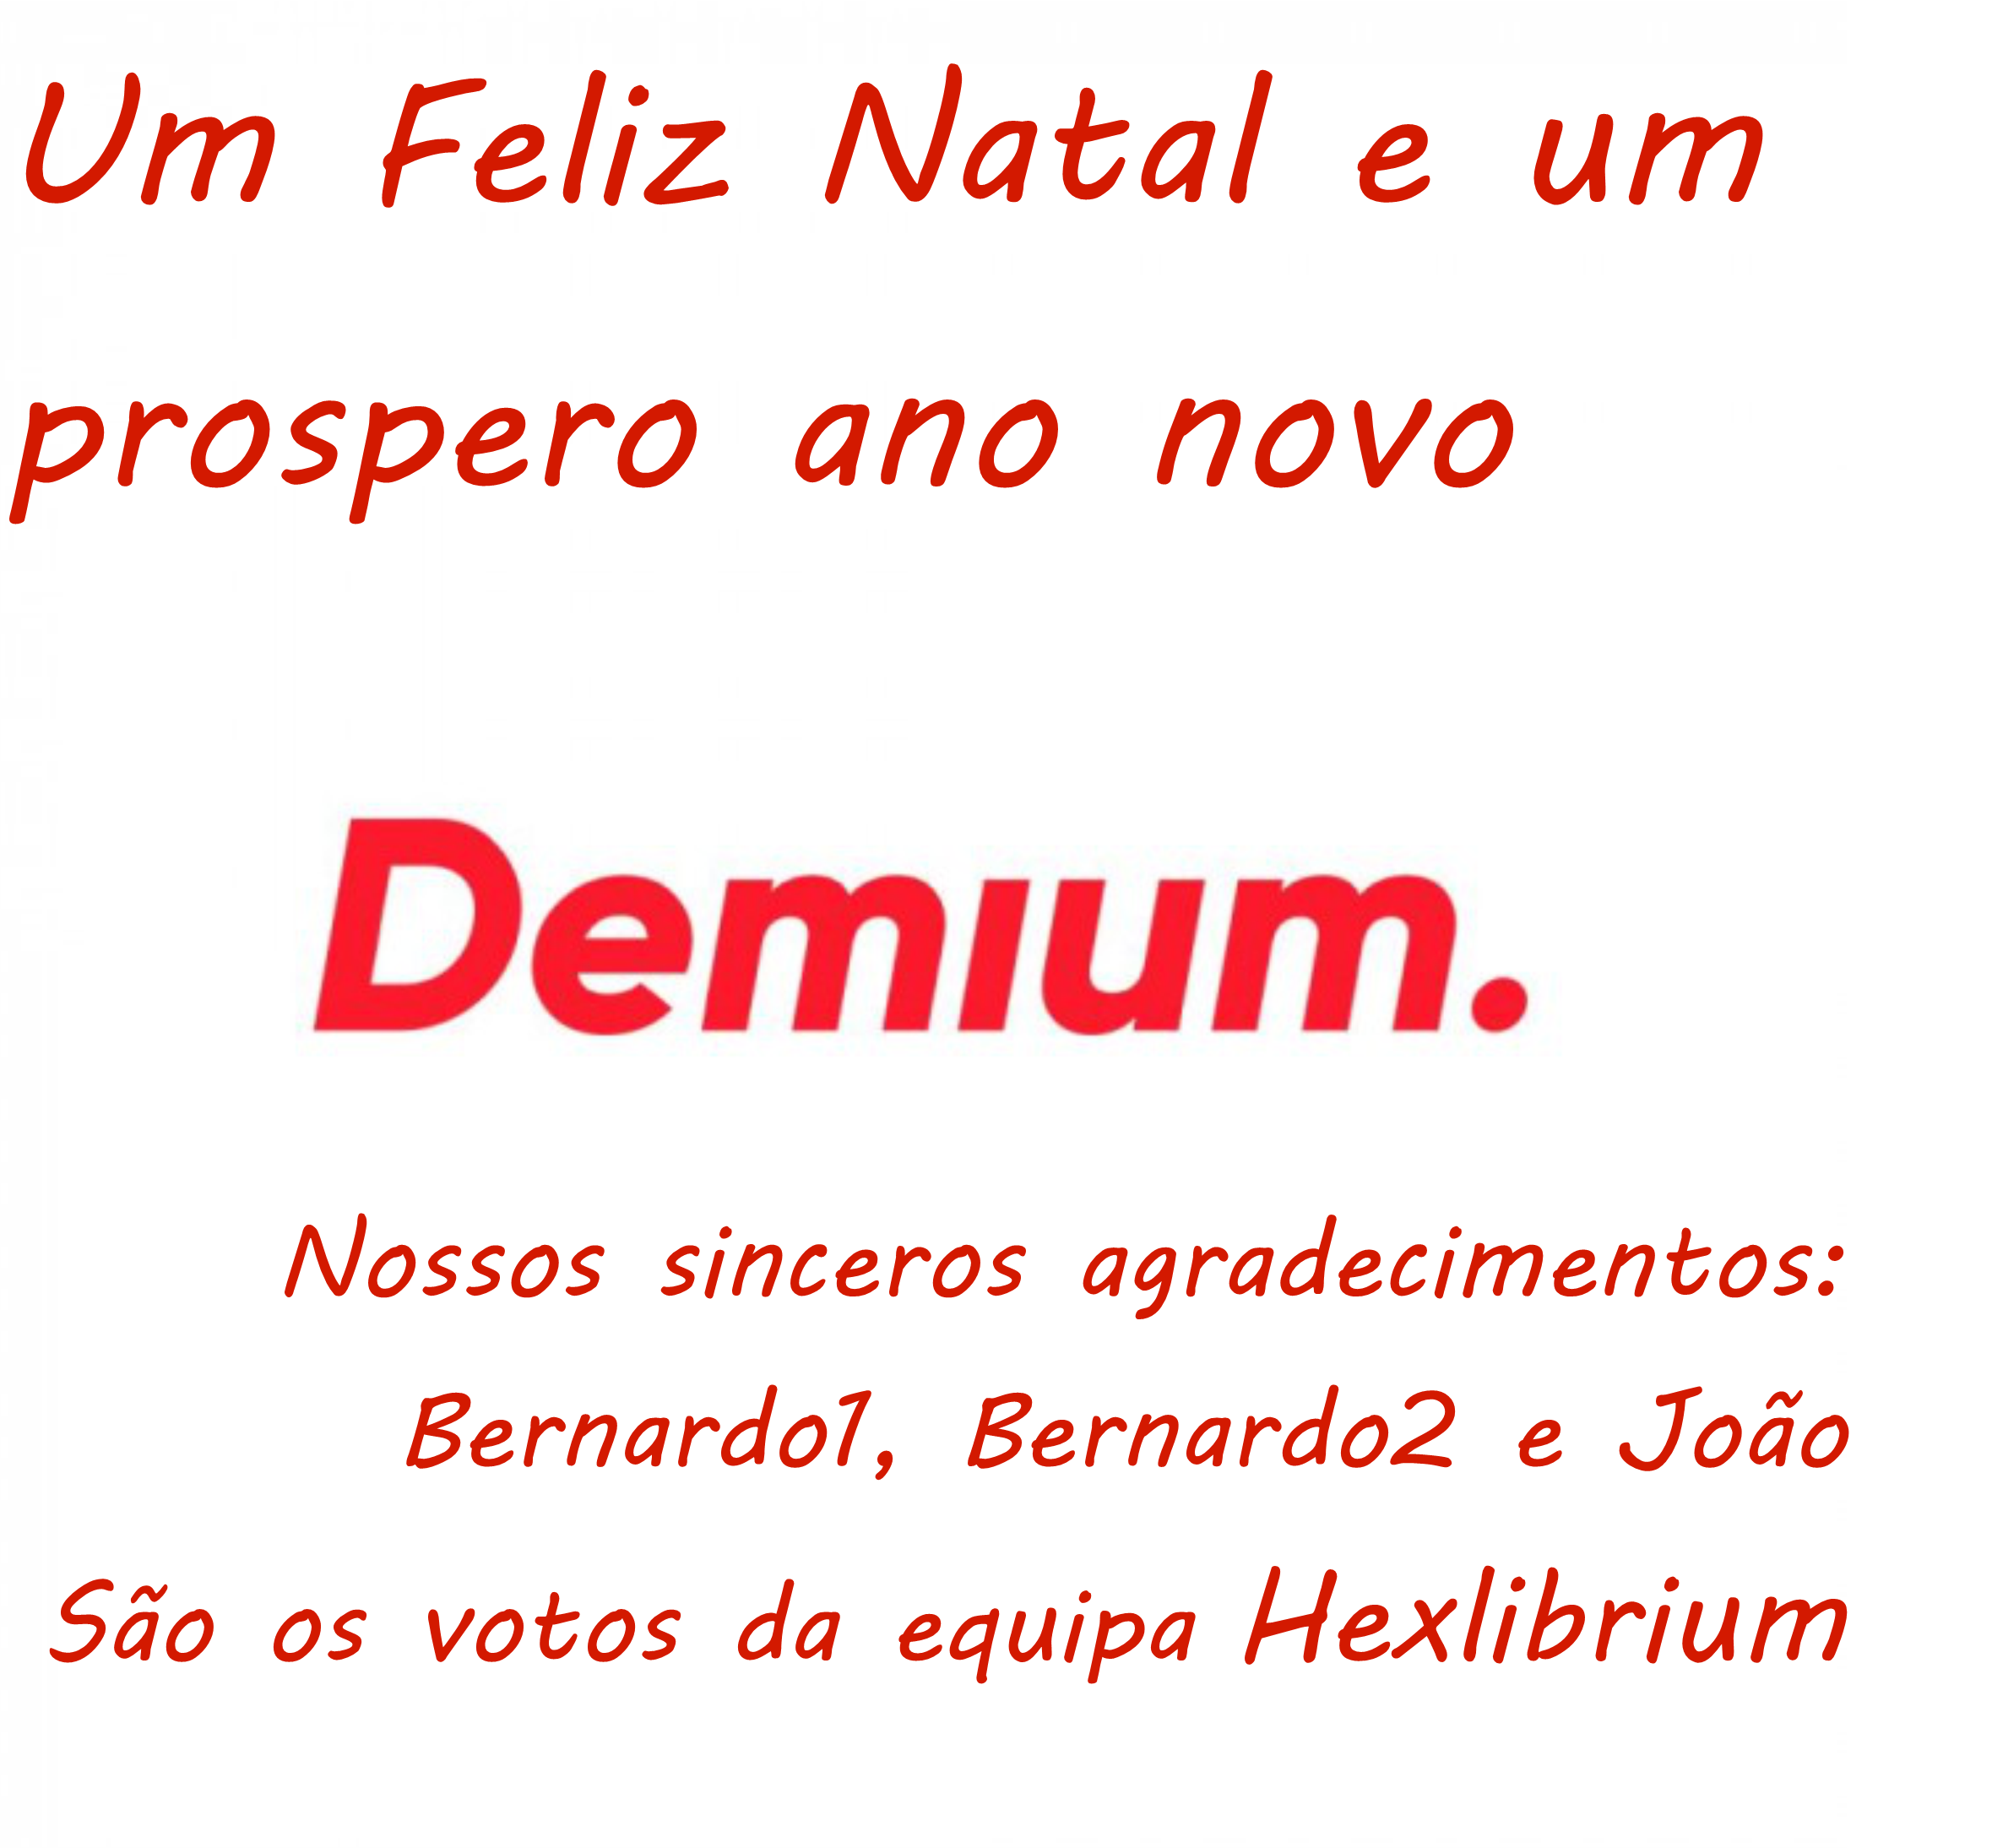 Um Feliz Natal e um
prospero ano novo
Demium.
Nossos sinceros agradecimentos:
Bernardo1, Bernardo2 e João
São os votos da equipa Hexlibrium